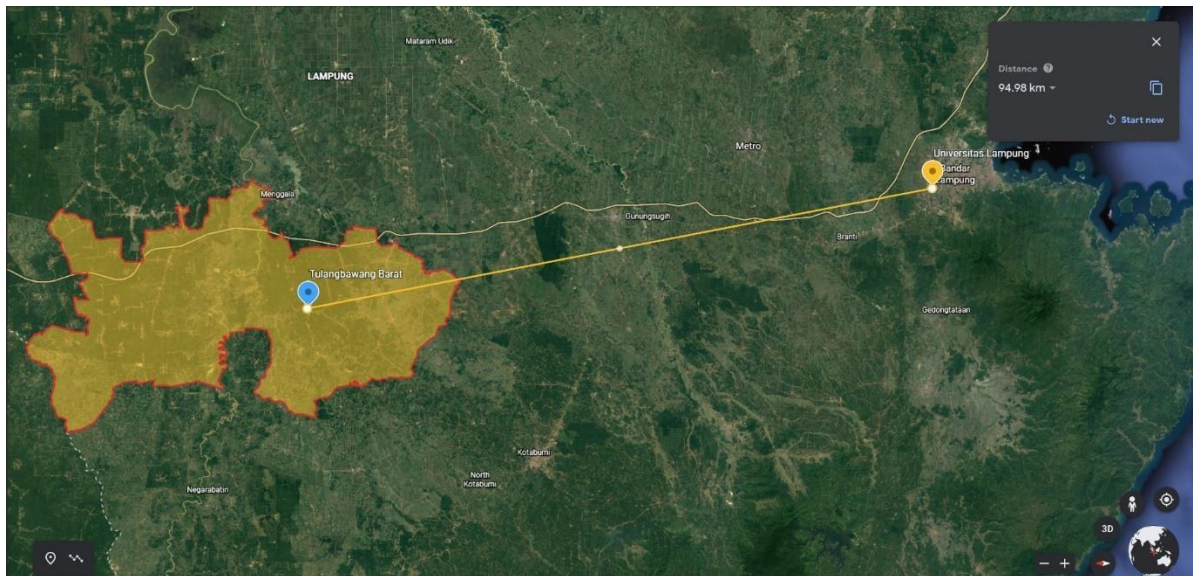 Mataram Udik
LAMPUNG
Distance
94.98 km
Start new
Metro
Universitas Lampung
Bandar
Lampung
Menggala
Gunungsugih
Branti
Tulangbawang Barat
Gedongtataan
Kotabumi
North
Kotabumi
Negarabatin
3D